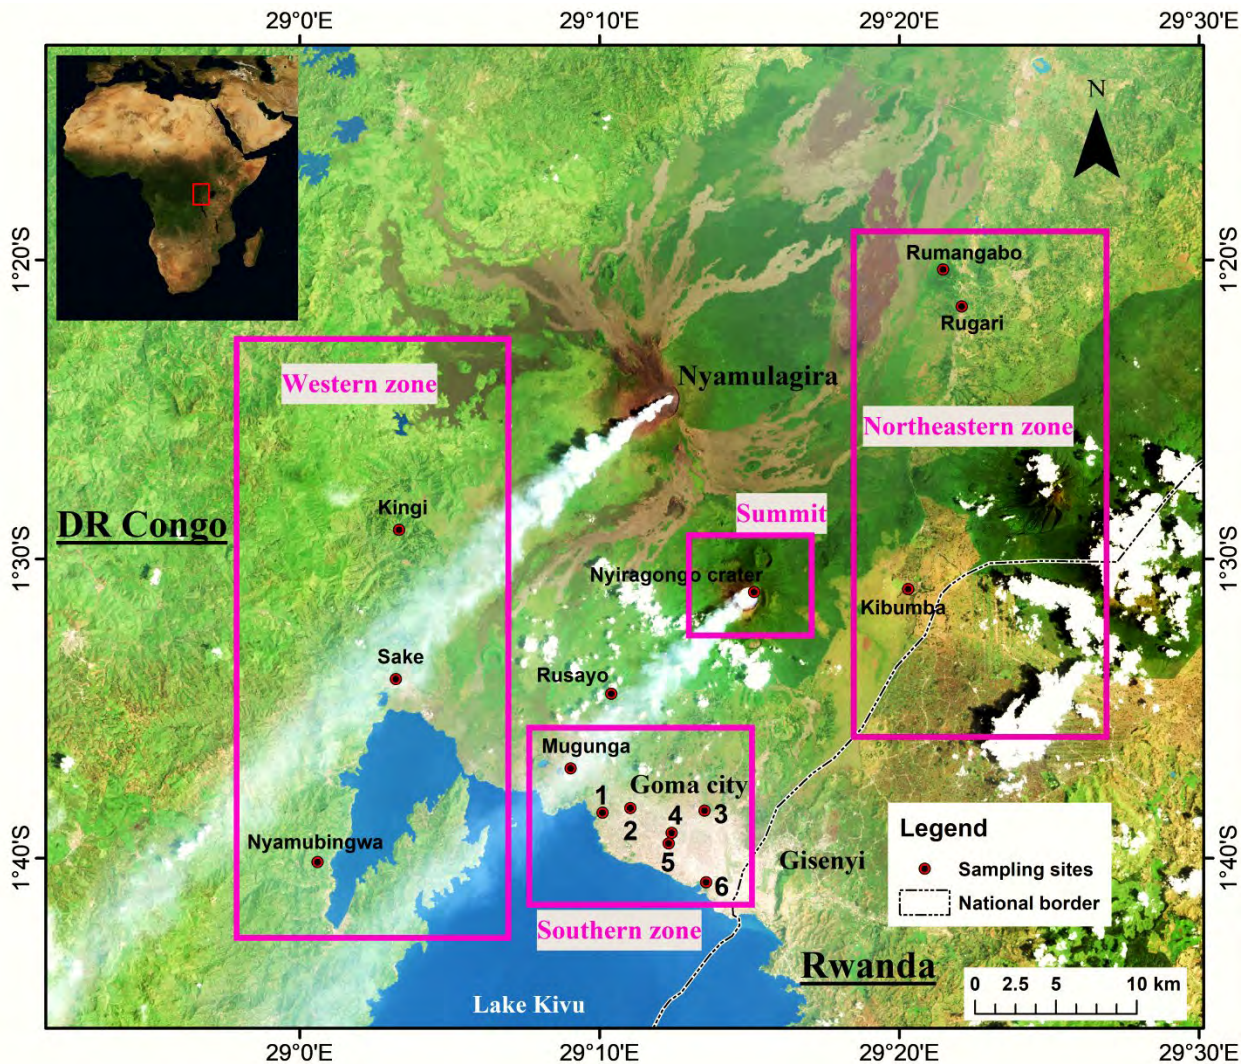 29°0'E
29°10'E
29°20'E
29°30'E
N
1°20'S
1°20'S
Rumangabo
Rugari
Western zone
Nyamulagira
Northeastern zone
Kingi
Summit
DR Congo
1°30'S
1°30'S
Nyiragongo crater
Kibumba
Sake
Rusayo
Mugunga
Goma city
1
2
4
3
5
6
Nyamubingwa
1°40'S
1°40'S
Gisenyi
Legend
Sampling sites
National border
Southern zone
Rwanda
Lake Kivu
0 2.5 5 10 km
29°0'E
29°10'E
29°20'E
29°30'E